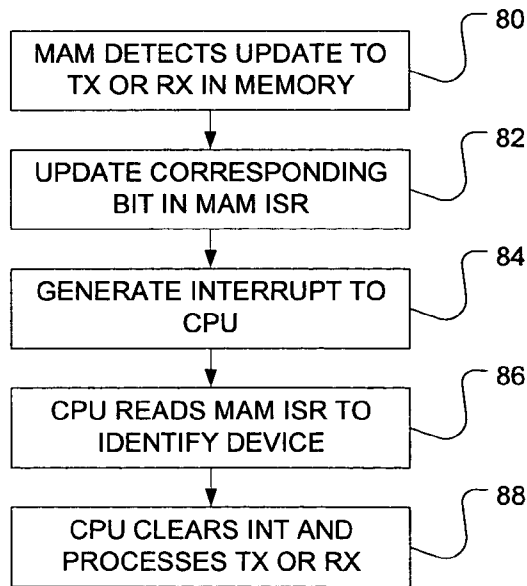 80
MAM DETECTS UPDATE TO
TX OR RX IN MEMORY
82
UPDATE CORRESPONDING
BIT IN MAM ISR
84
GENERATE INTERRUPT TO
CPU
86
CPU READS MAM ISR TO
IDENTIFY DEVICE
88
CPU CLEARS INT AND
PROCESSES TX OR RX